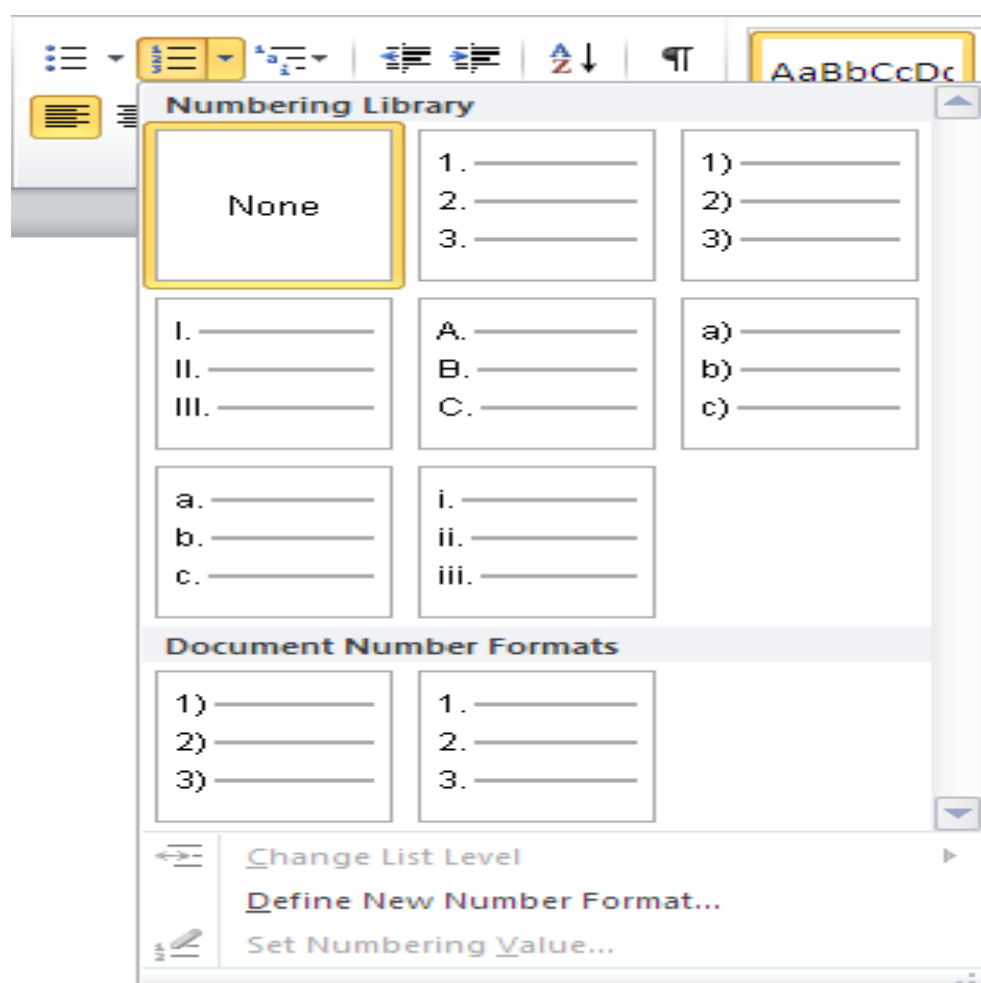 AaBbCcDc
Numbering Library
None
1.
2.
3.
1)
2)
3)
I.
II.
III.
A.
B.
C.
a)
b)
c)
a.
b.
c.
i.
ii.
iii.
Document Number Formats
1)
2)
3)
1.
2.
3.
Change List Level
Define New Number Format...
Set Numbering Value...